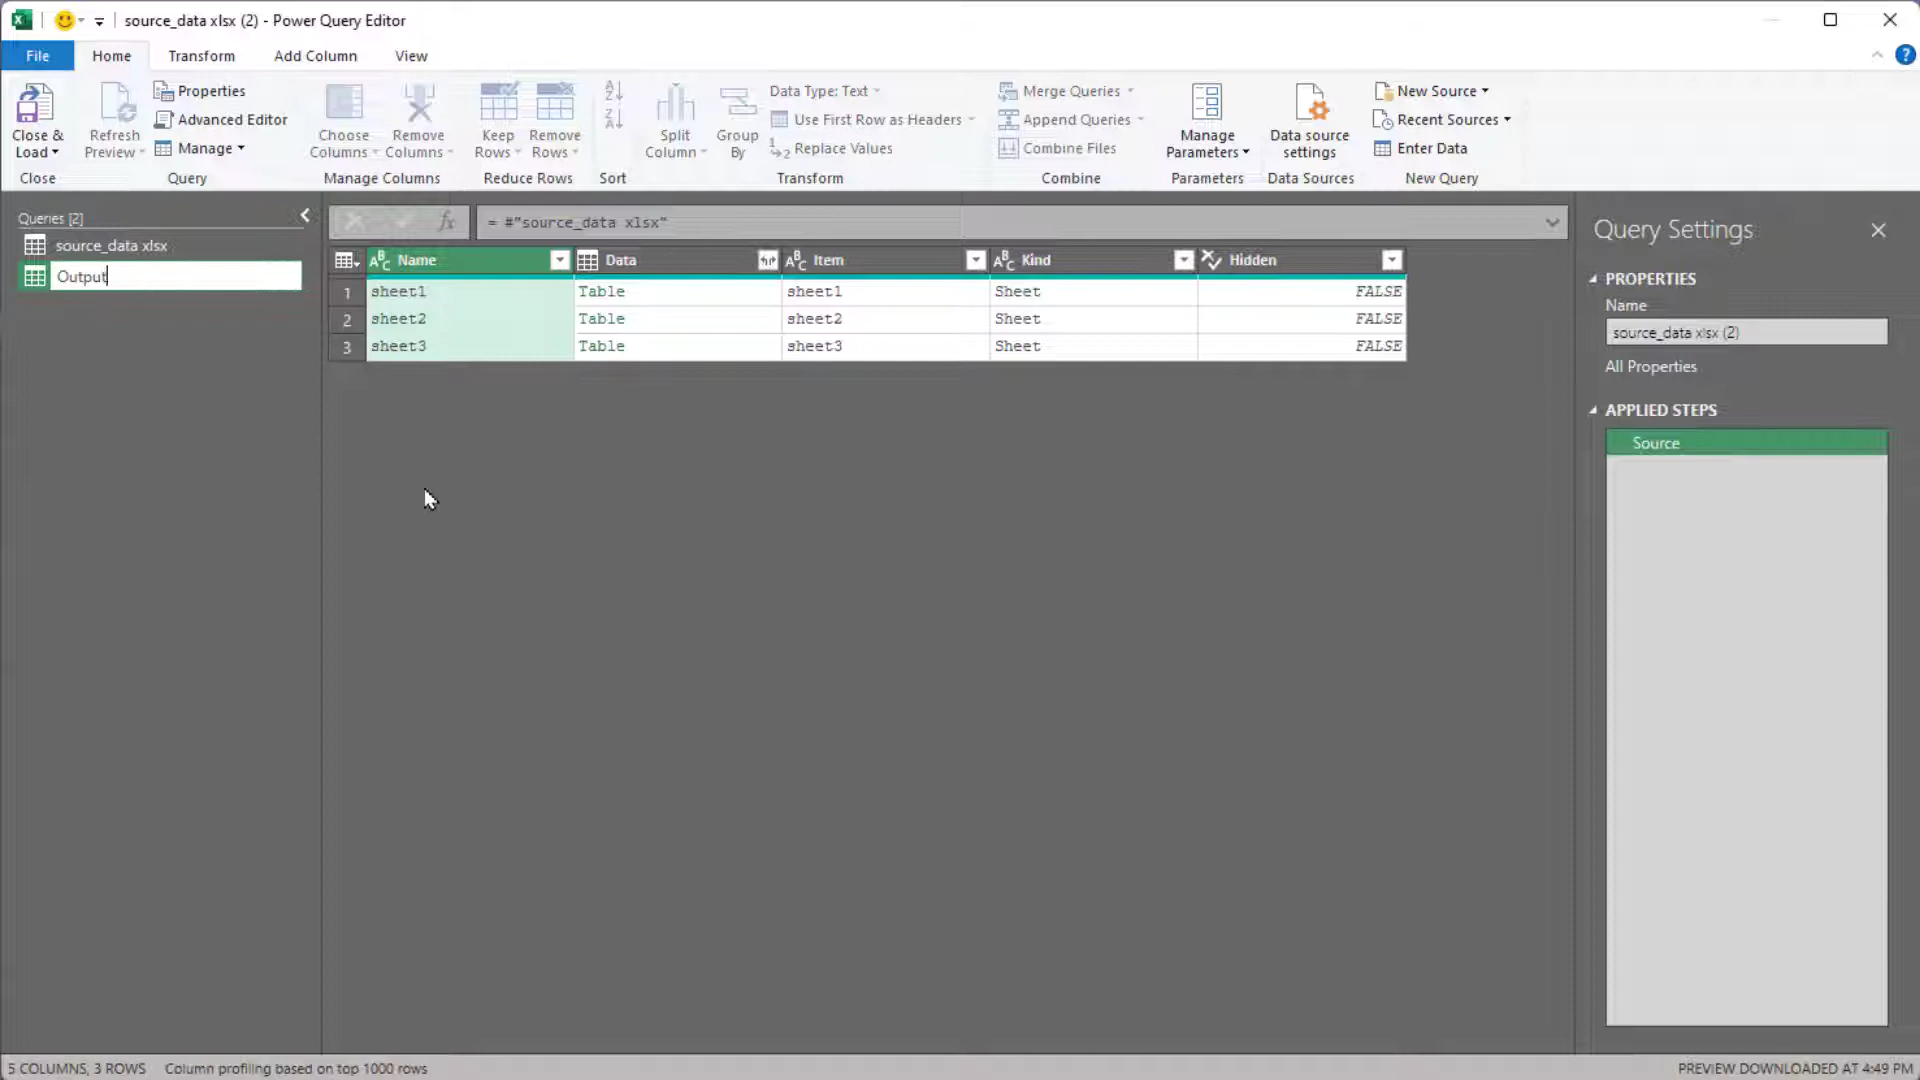 source_data xlsx (2) - Power Query Editor
File
Home
Transform
Add Column
View
Close &
Load
Refresh
Preview
Properties
Advanced Editor
Manage
Choose
Columns
Remove
Columns
Keep
Rows
Remove
Rows
Split
Column
Group
By
Data Type: Text
Use First Row as Headers
Replace Values
Merge Queries
Append Queries
Combine Files
Manage
Parameters
Data source
settings
New Source
Recent Sources
Enter Data
Close
Query
Manage Columns
Reduce Rows
Sort
Transform
Combine
Parameters
Data Sources
New Query
Queries [2]
source_data xlsx
Output
fx
= #"source_data xlsx"
Name Data Item Kind Hidden
1 sheet1 Table sheet1 Sheet FALSE
2 sheet2 Table sheet2 Sheet FALSE
3 sheet3 Table sheet3 Sheet FALSE
Query Settings
PROPERTIES
Name
source_data xlsx (2)
All Properties
APPLIED STEPS
Source
5 COLUMNS, 3 ROWS Column profiling based on top 1000 rows
PREVIEW DOWNLOADED AT 4:49 PM